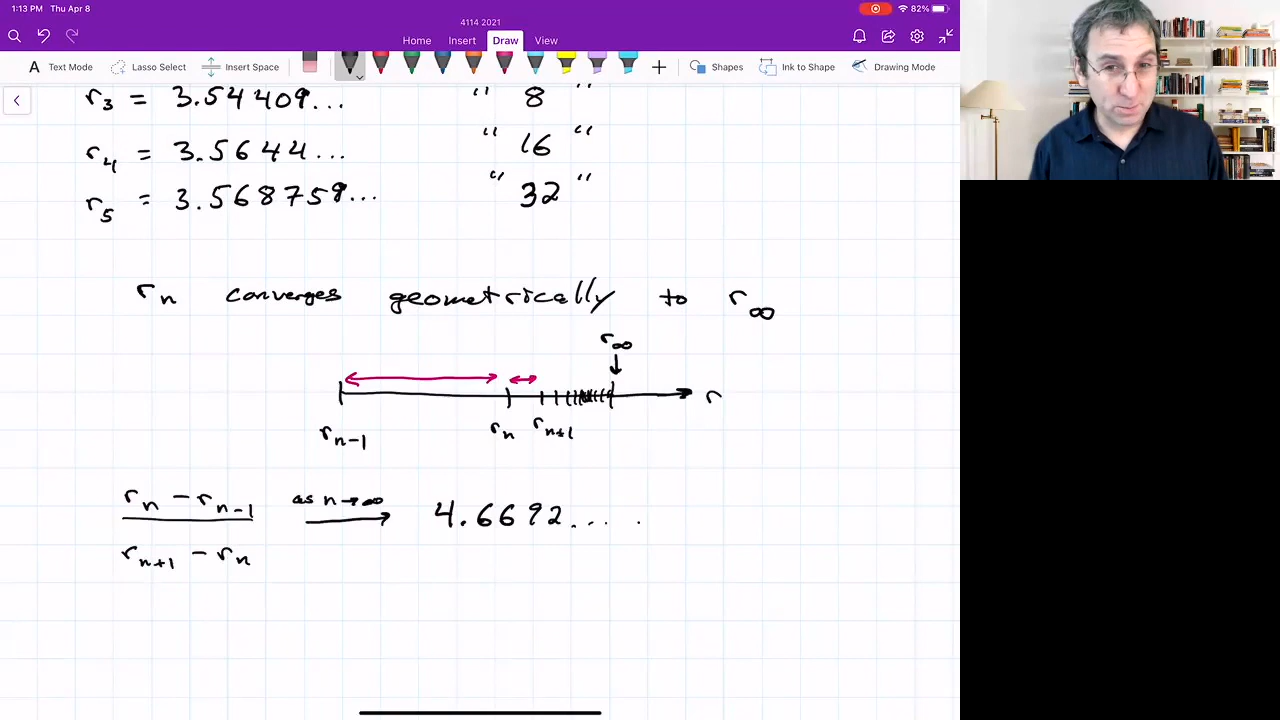 1:13 PM Thu Apr 8
82%
4114 2021
Home Insert Draw View
Text Mode Lasso Select Insert Space + Shapes Ink to Shape Drawing Mode
r₃ = 3.54409... " 8 "
r₄ = 3.5644... " 16 "
r₅ = 3.568759... " 32 "
rₙ converges geometrically to r∞
r∞
r
rₙ₋₁ rₙ rₙ₊₁
rₙ - rₙ₋₁ as n→∞ 4.6692.....
rₙ₊₁ - rₙ